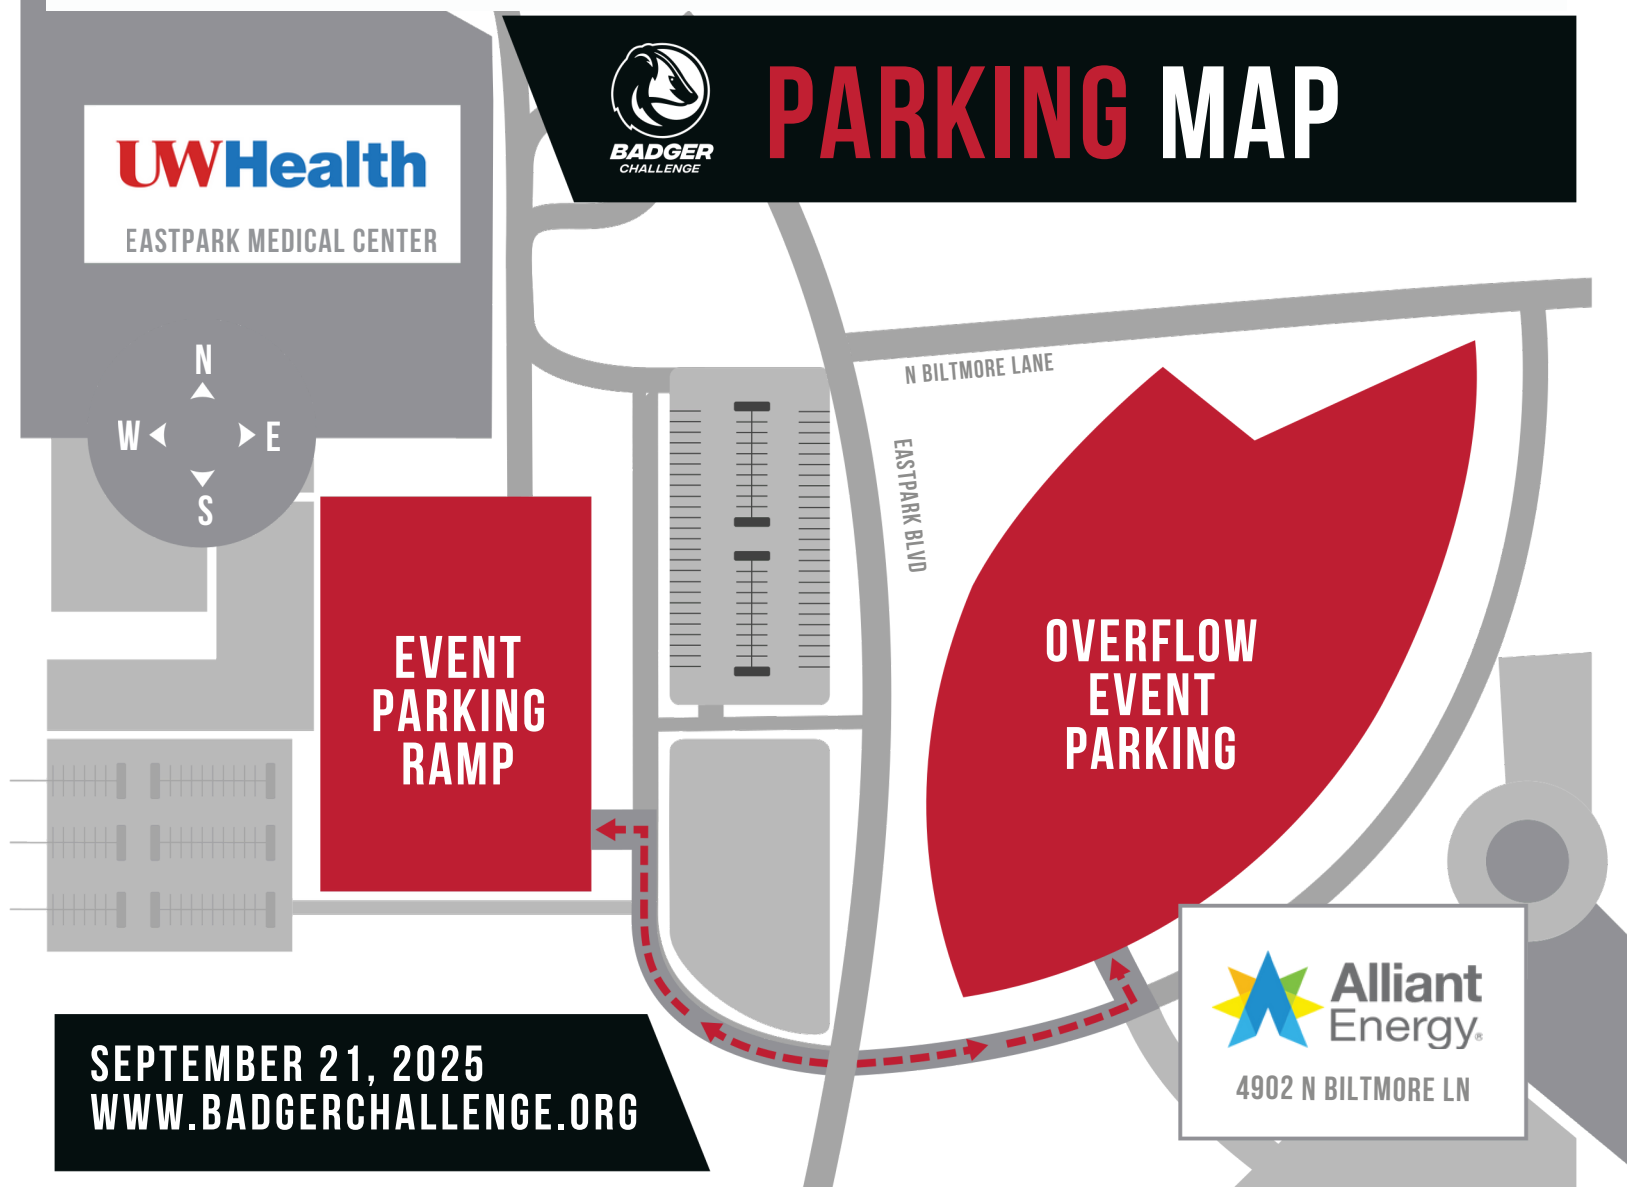 BADGER
CHALLENGE
PARKING MAP
UWHealth
EASTPARK MEDICAL CENTER
N
W
E
S
N BILTMORE LANE
EASTPARK BLVD
EVENT
PARKING
RAMP
OVERFLOW
EVENT
PARKING
Alliant
Energy®
4902 N BILTMORE LN
SEPTEMBER 21, 2025
WWW.BADGERCHALLENGE.ORG